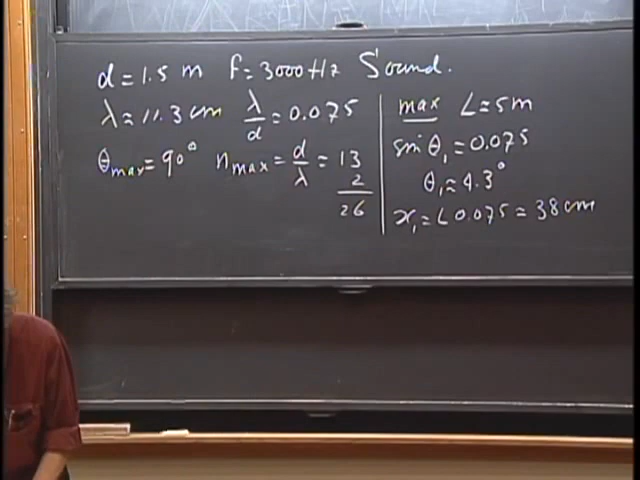 d = 1.5 m f = 3000 Hz Sound.
λ ≈ 11.3 cm λ/d = 0.075
θmax = 90° nmax = d/λ = 13
2
26
max L = 5m
sin θ1 = 0.075
θ1 ≈ 4.3°
x1 = L 0.075 = 38 cm